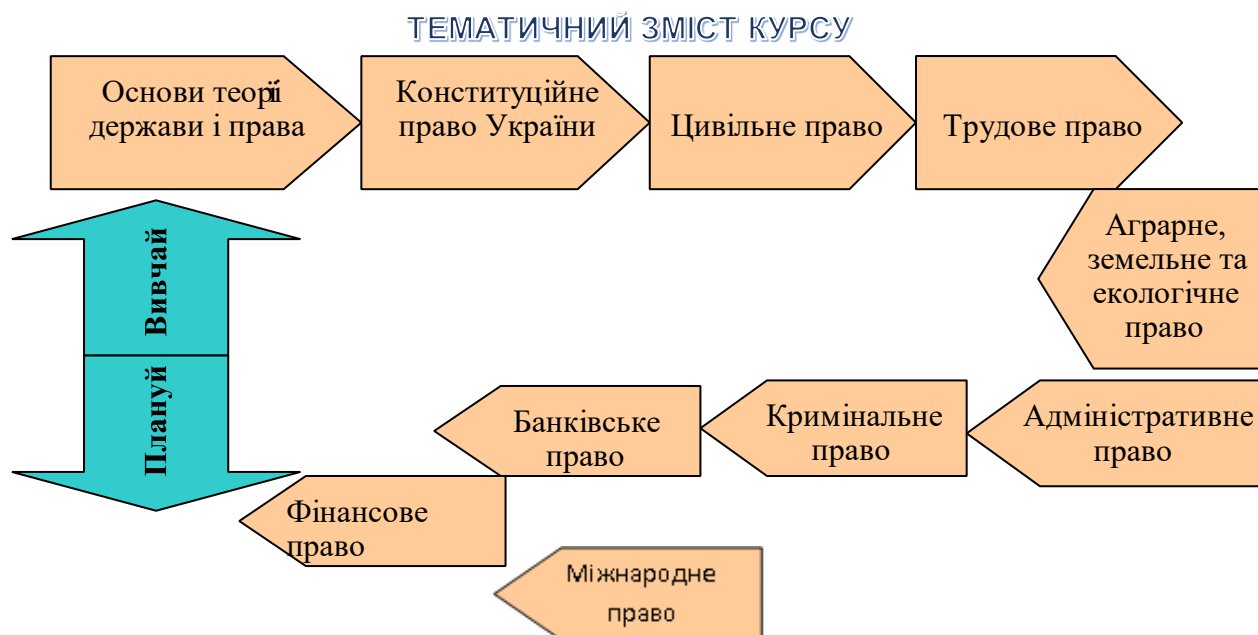 ТЕМАТИЧНИЙ ЗМІСТ КУРСУ
Основи теорії
держави і права
Конституційне
право України
Цивільне право
Трудове право
Аграрне,
земельне та
екологічне
право
Адміністративне
право
Кримінальне
право
Банківське
право
Фінансове
право
Міжнародне
право
Вивчай
Плануй